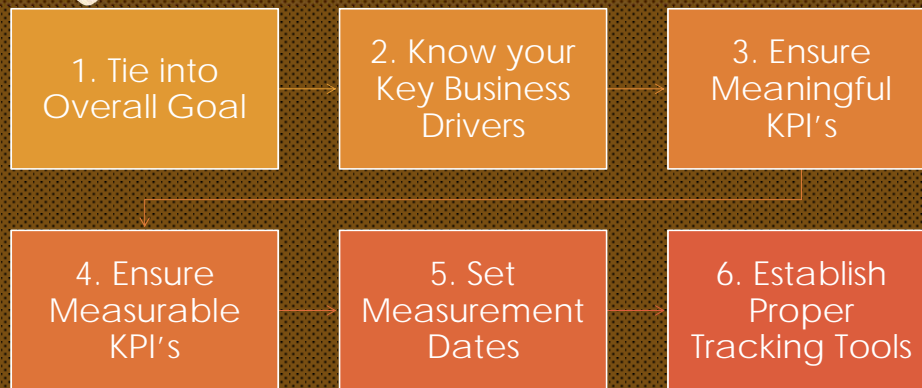 1. Tie into
Overall Goal
2. Know your
Key Business
Drivers
3. Ensure
Meaningful
KPI's
4. Ensure
Measurable
KPI's
5. Set
Measurement
Dates
6. Establish
Proper
Tracking Tools